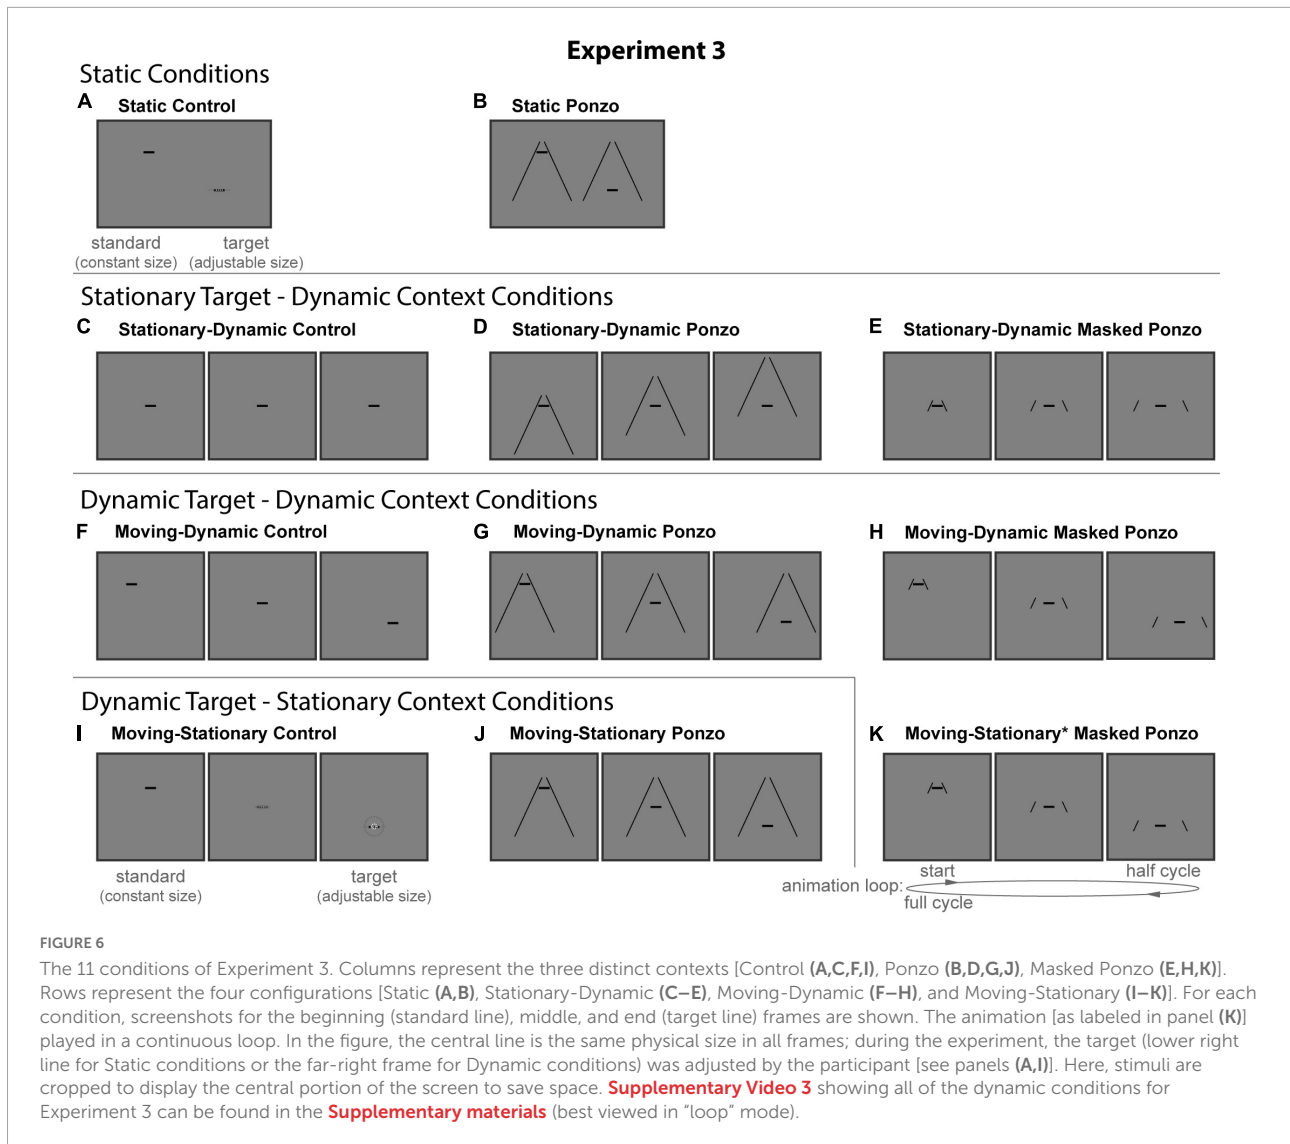 Experiment 3
Static Conditions
A Static Control
B Static Ponzo
standard target
(constant size) (adjustable size)
Stationary Target - Dynamic Context Conditions
C Stationary-Dynamic Control
D Stationary-Dynamic Ponzo
E Stationary-Dynamic Masked Ponzo
Dynamic Target - Dynamic Context Conditions
F Moving-Dynamic Control
G Moving-Dynamic Ponzo
H Moving-Dynamic Masked Ponzo
Dynamic Target - Stationary Context Conditions
I Moving-Stationary Control
J Moving-Stationary Ponzo
K Moving-Stationary* Masked Ponzo
standard target
(constant size) (adjustable size)
start half cycle
animation loop:
full cycle
FIGURE 6
The 11 conditions of Experiment 3. Columns represent the three distinct contexts [Control (A,C,F,I), Ponzo (B,D,G,J), Masked Ponzo (E,H,K)].
Rows represent the four configurations [Static (A,B), Stationary-Dynamic (C–E), Moving-Dynamic (F–H), and Moving-Stationary (I–K)]. For each
condition, screenshots for the beginning (standard line), middle, and end (target line) frames are shown. The animation [as labeled in panel (K)]
played in a continuous loop. In the figure, the central line is the same physical size in all frames; during the experiment, the target (lower right
line for Static conditions or the far-right frame for Dynamic conditions) was adjusted by the participant [see panels (A,I)]. Here, stimuli are
cropped to display the central portion of the screen to save space. Supplementary Video 3 showing all of the dynamic conditions for
Experiment 3 can be found in the Supplementary materials (best viewed in “loop” mode).